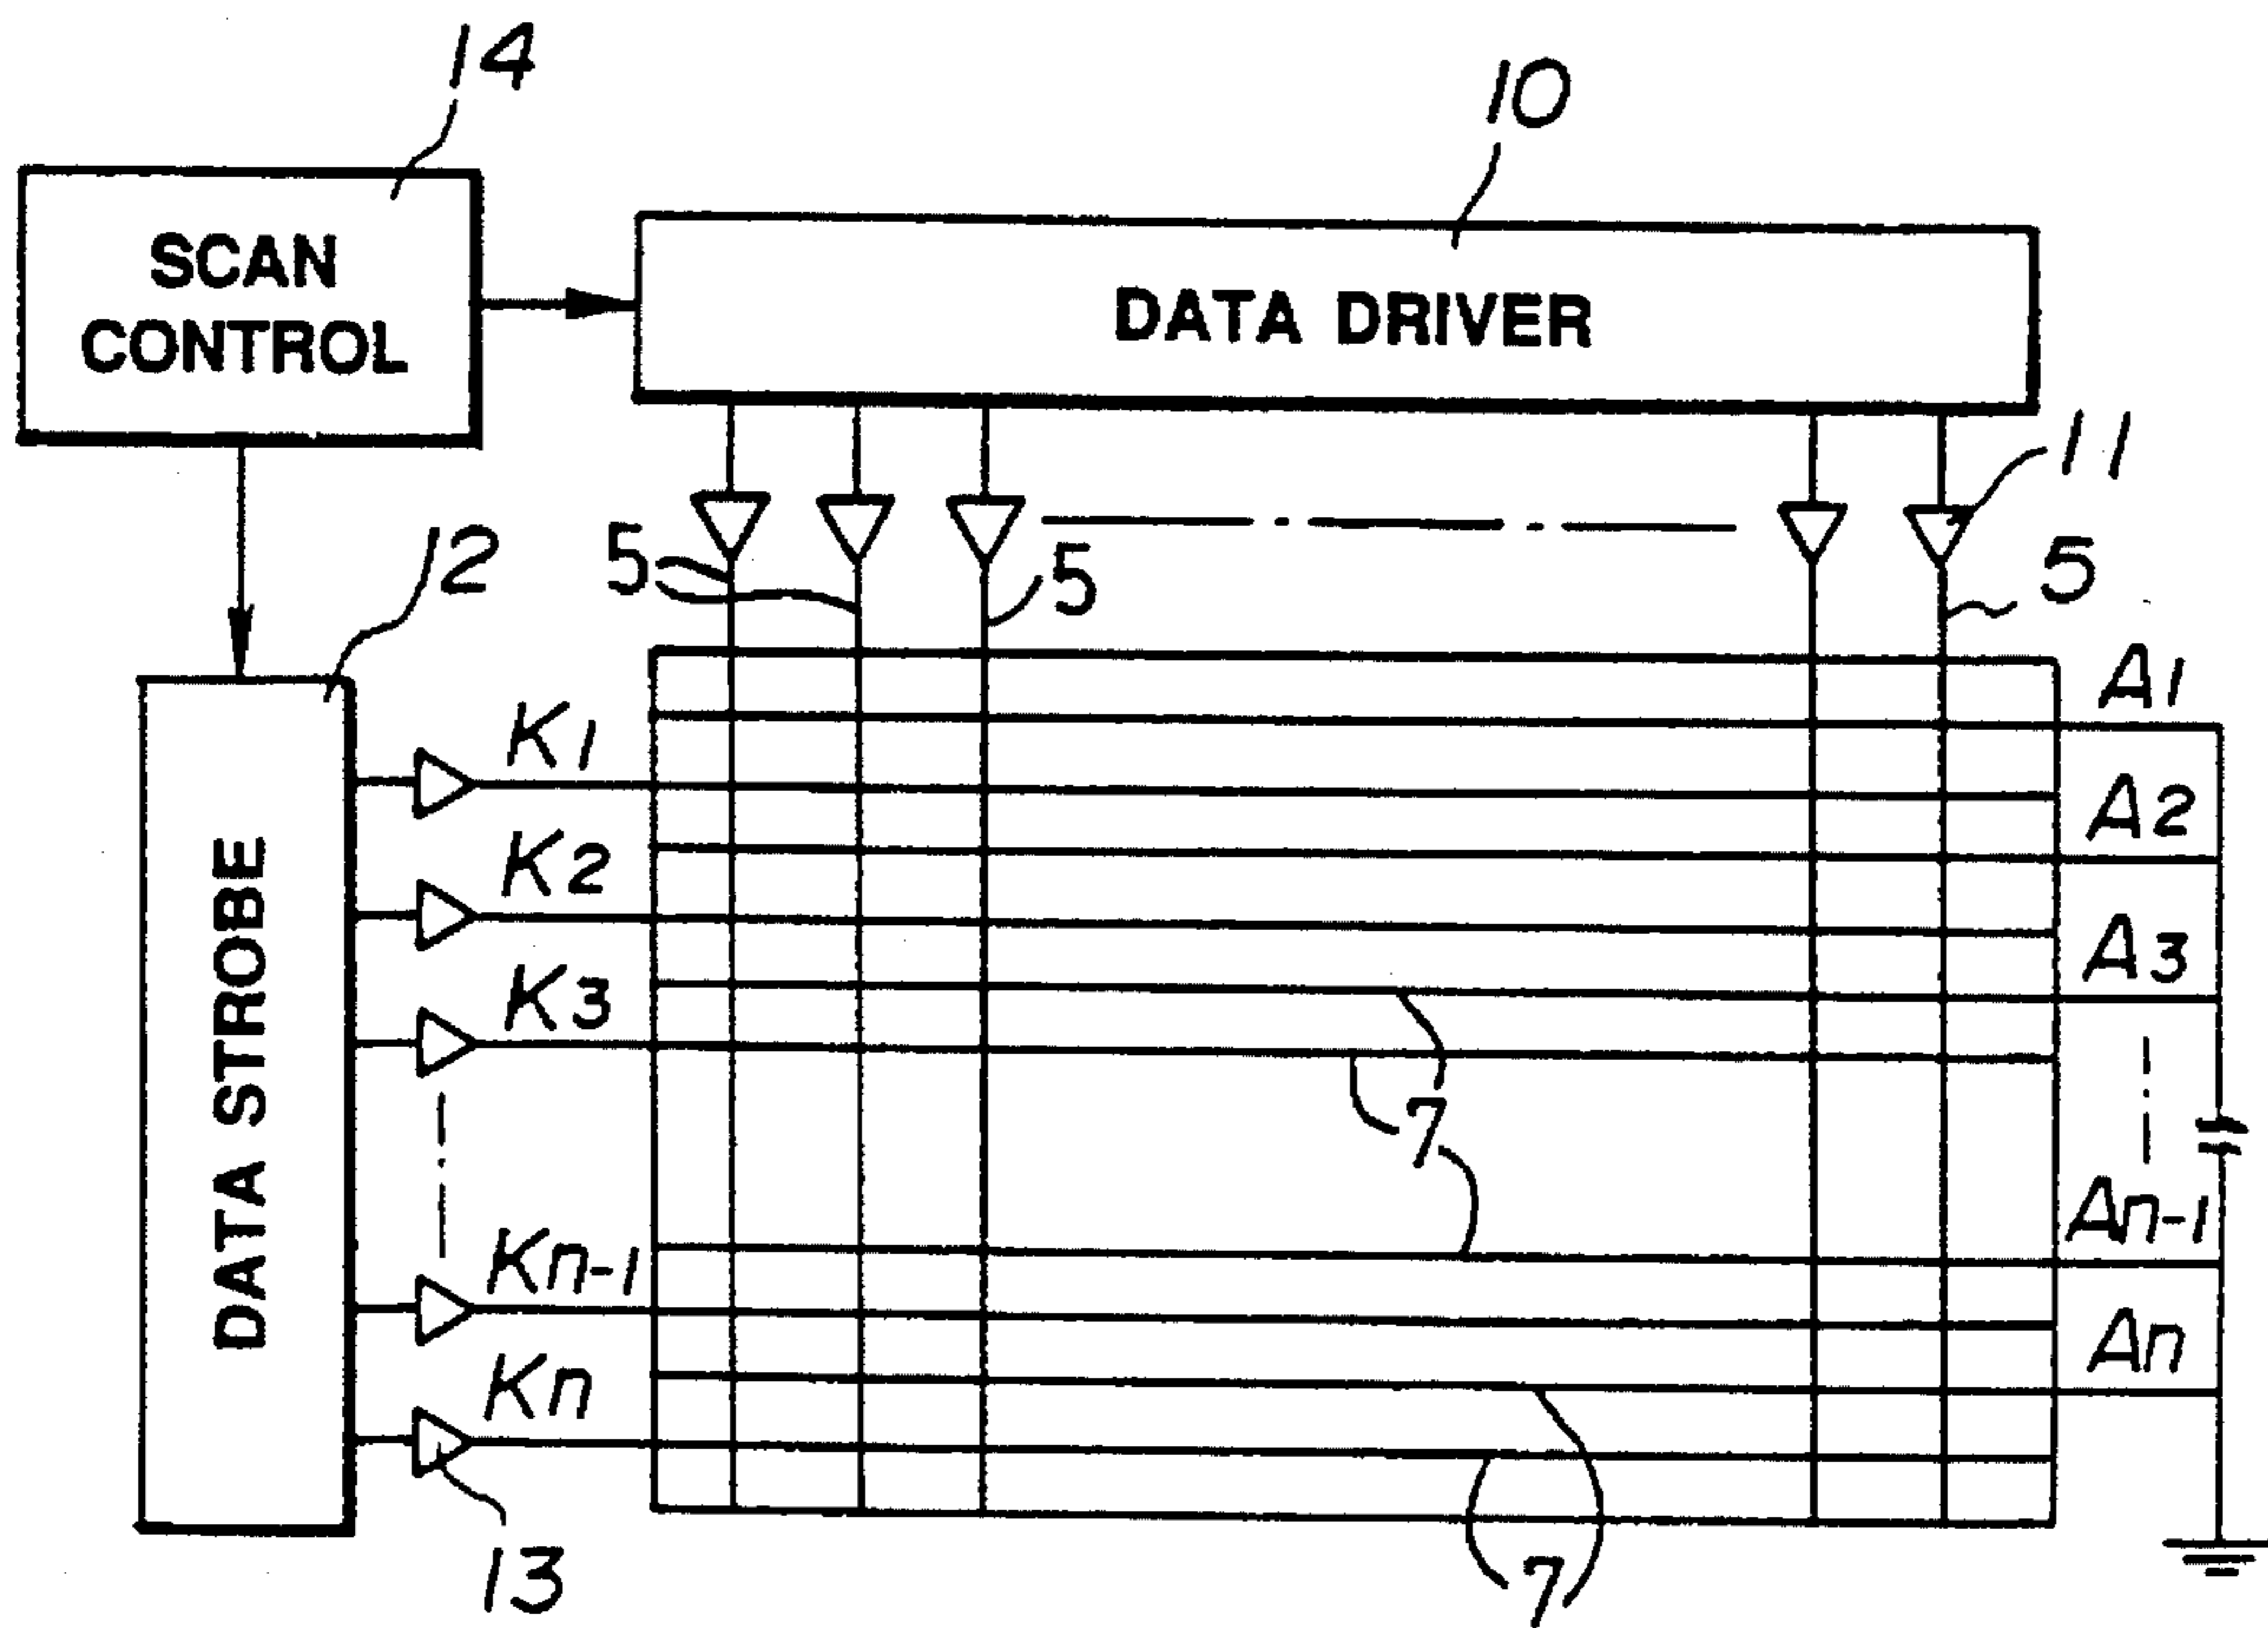 14
10
SCAN
CONTROL
DATA DRIVER
11
12
5
5
5
A1
K1
A2
K2
A3
K3
DATA STROBE
7
An-1
Kn-1
An
Kn
13
7